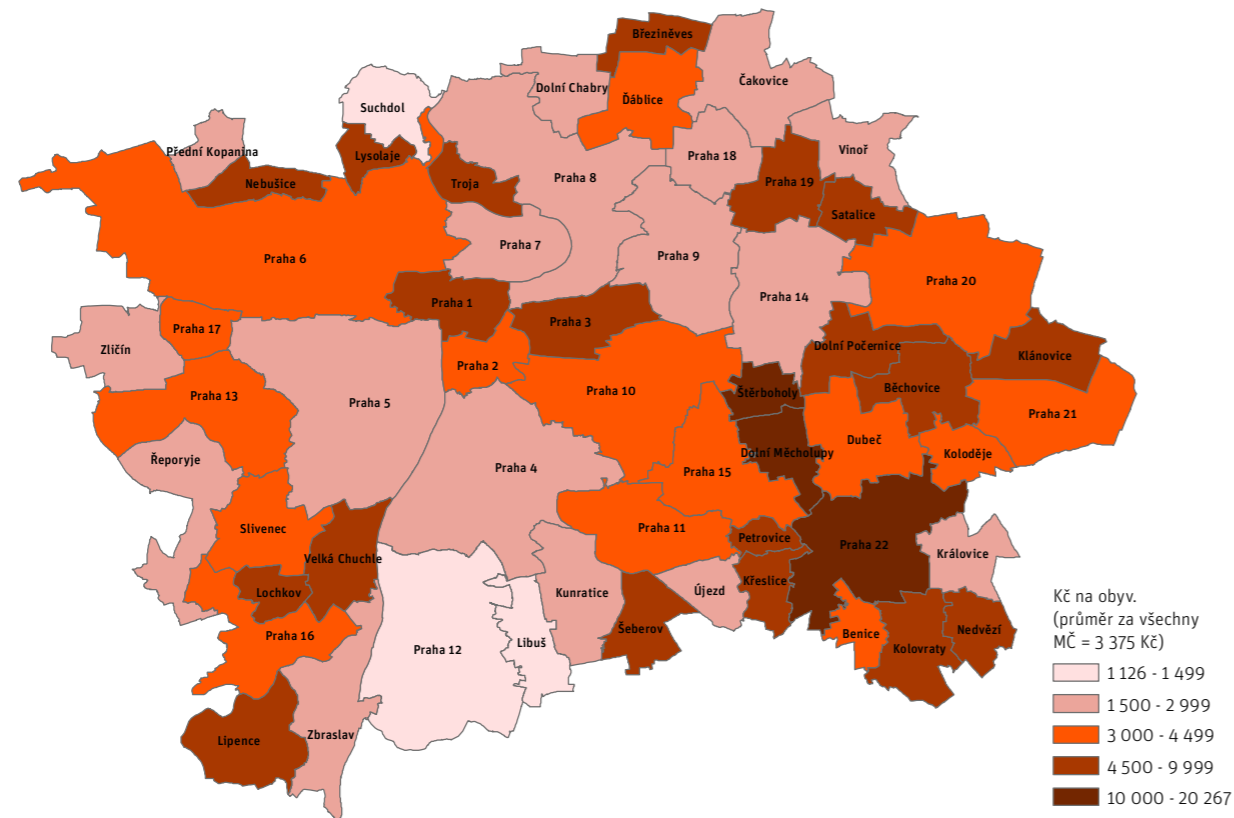 Březiněves
Čakovice
Dolní Chabry
Ďáblice
Suchdol
Přední Kopanina
Lysolaje
Nebušice
Troja
Praha 8
Praha 18
Vinoř
Praha 19
Satalice
Praha 7
Praha 6
Praha 9
Praha 20
Praha 14
Praha 1
Praha 3
Praha 17
Zličín
Praha 2
Dolní Počernice
Klánovice
Běchovice
Praha 13
Praha 5
Praha 10
Štěrboholy
Praha 21
Dubeč
Koloděje
Dolní Měcholupy
Řeporyje
Praha 4
Praha 15
Slivenec
Praha 11
Petrovice
Praha 22
Královice
Velká Chuchle
Lochkov
Kunratice
Újezd
Křeslice
Šeberov
Praha 16
Praha 12
Libuš
Benice
Kolovraty
Nedvězí
Lipence
Zbraslav
Kč na obyv.
(průměr za všechny
MČ = 3 375 Kč)
1 126 - 1 499
1 500 - 2 999
3 000 - 4 499
4 500 - 9 999
10 000 - 20 267